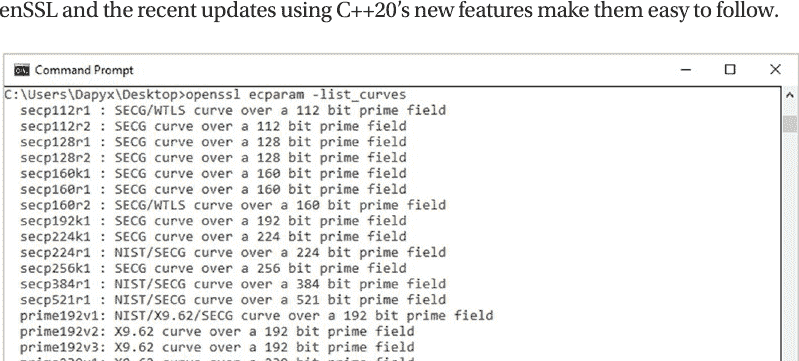 enSSL and the recent updates using C++20's new features make them easy to follow.
Command Prompt
C:\Users\Dapyx\Desktop>openssl ecparam -list_curves
secp112r1 : SECG/WTLS curve over a 112 bit prime field
secp112r2 : SECG curve over a 112 bit prime field
secp128r1 : SECG curve over a 128 bit prime field
secp128r2 : SECG curve over a 128 bit prime field
secp160k1 : SECG curve over a 160 bit prime field
secp160r1 : SECG curve over a 160 bit prime field
secp160r2 : SECG/WTLS curve over a 160 bit prime field
secp192k1 : SECG curve over a 192 bit prime field
secp224k1 : SECG curve over a 224 bit prime field
secp224r1 : NIST/SECG curve over a 224 bit prime field
secp256k1 : SECG curve over a 256 bit prime field
secp384r1 : NIST/SECG curve over a 384 bit prime field
secp521r1 : NIST/SECG curve over a 521 bit prime field
prime192v1: NIST/X9.62/SECG curve over a 192 bit prime field
prime192v2: X9.62 curve over a 192 bit prime field
prime192v3: X9.62 curve over a 192 bit prime field